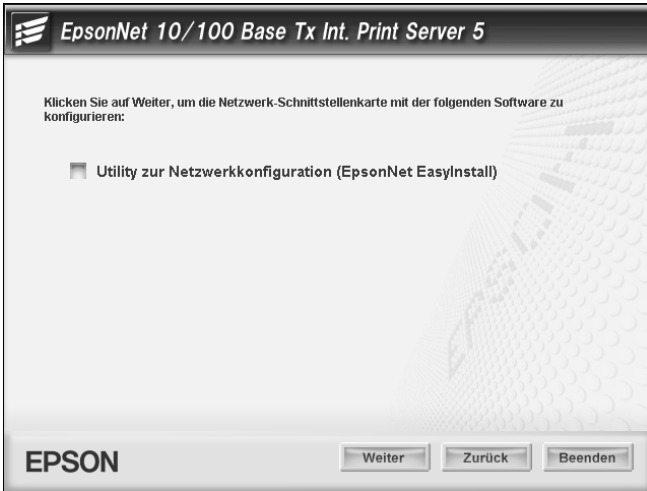 EpsonNet 10/100 Base Tx Int. Print Server 5
Klicken Sie auf Weiter, um die Netzwerk-Schnittstellenkarte mit der folgenden Software zu
konfigurieren:
Utility zur Netzwerkkonfiguration (EpsonNet EasyInstall)
EPSON
EPSON
Weiter
Zurück
Beenden